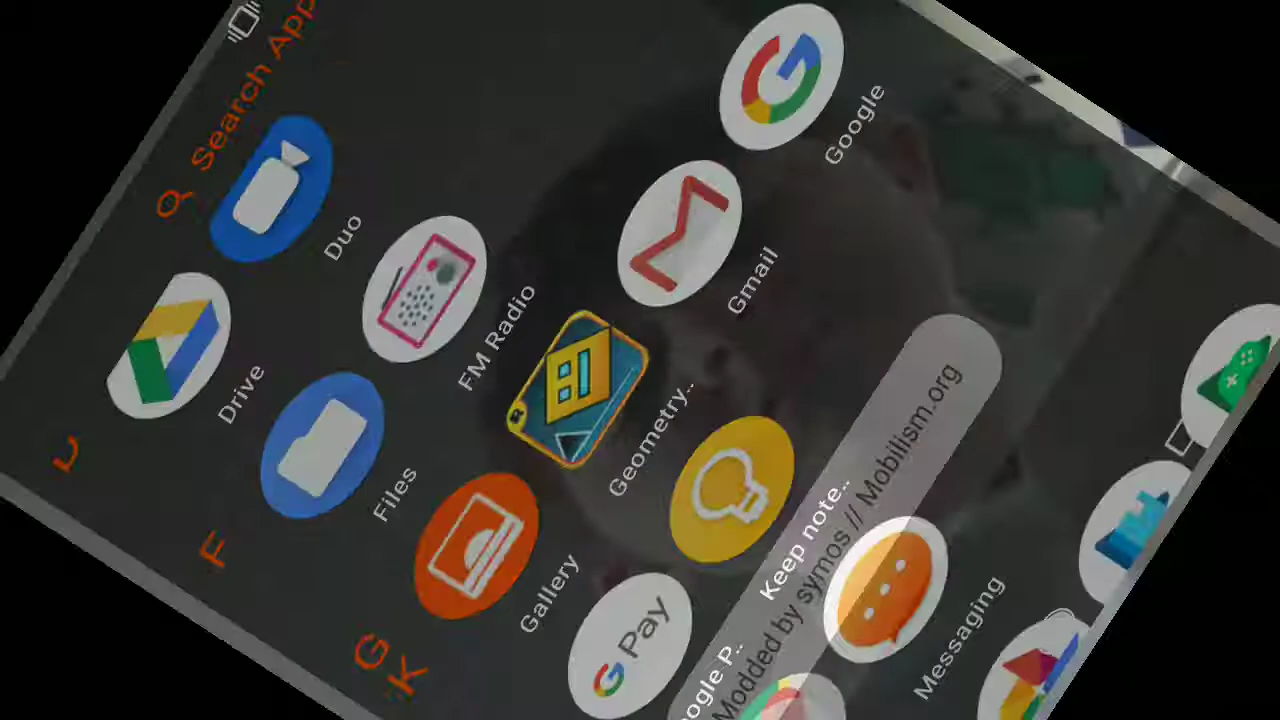 Search App
Duo
Drive
D
FM Radio
Files
F
Google
Gmail
Geometry..
Gallery
G
Pay
Keep note..
K
Modded by symos // Mobilism.org
Messaging